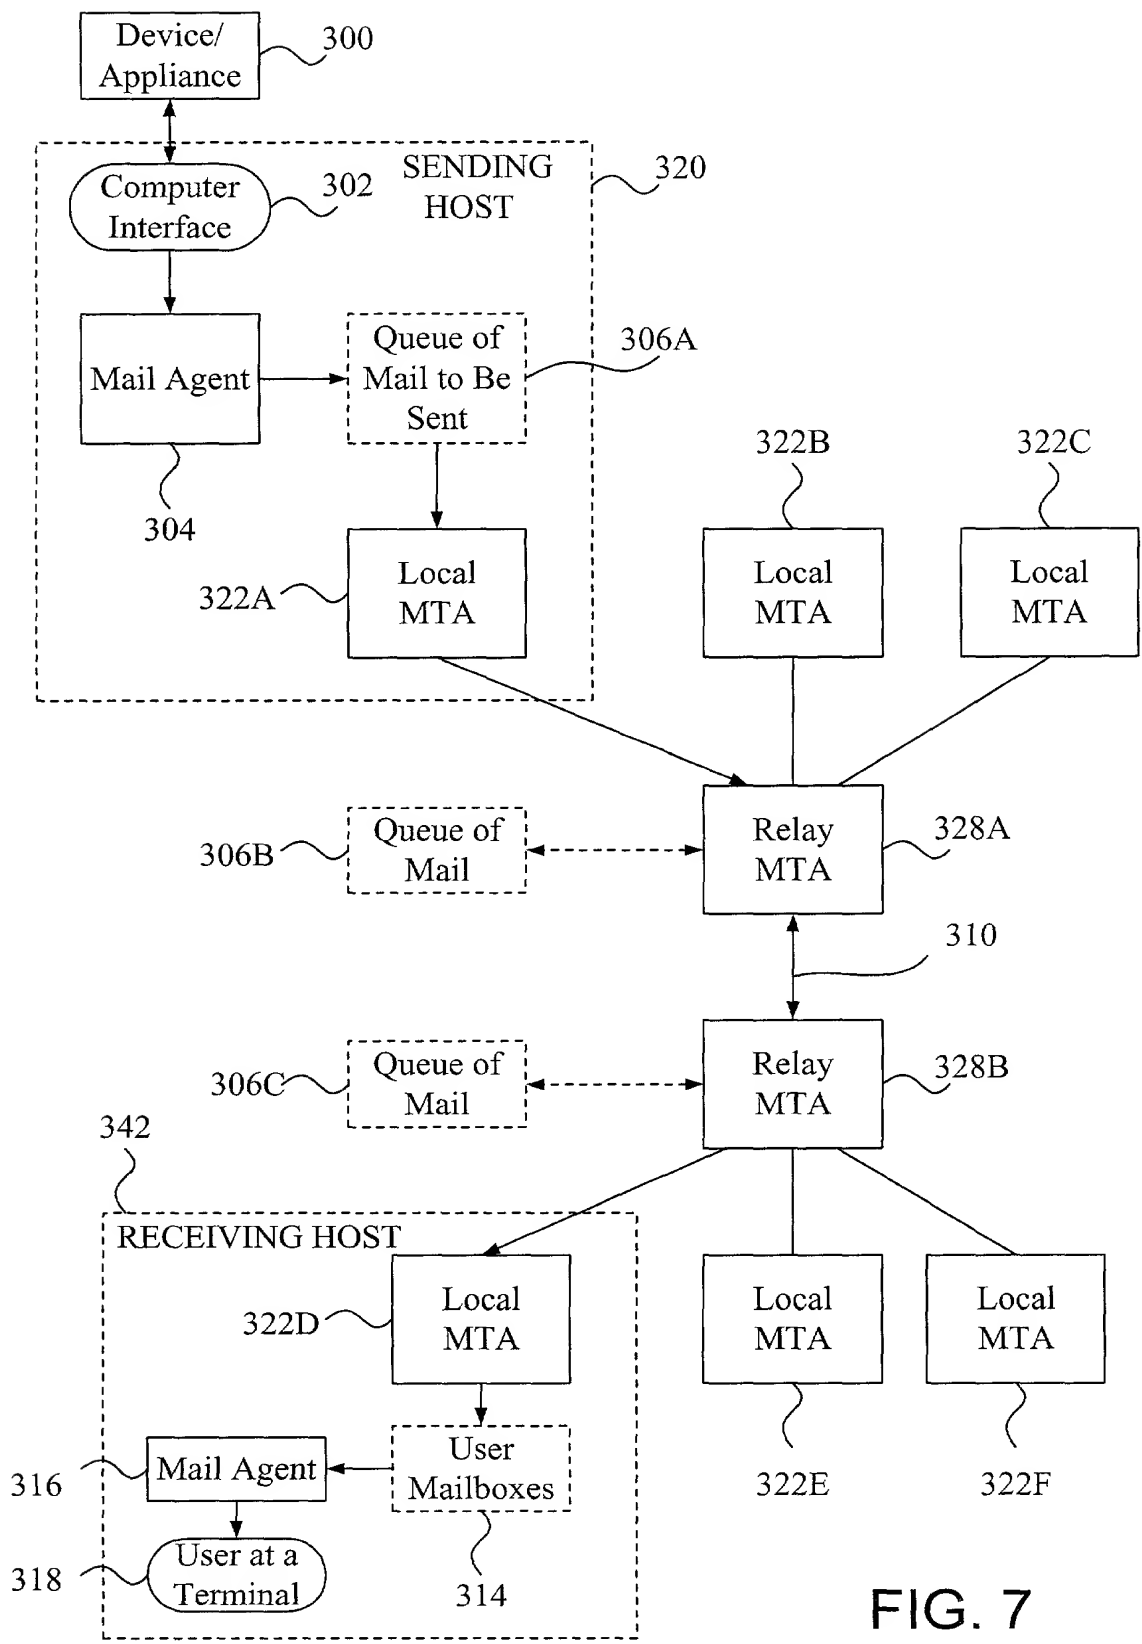 Device/
Appliance
300
SENDING
HOST
320
Computer
Interface
302
Mail Agent
304
Queue of
Mail to Be
Sent
306A
322B
322C
322A
Local
MTA
Local
MTA
Local
MTA
306B
Queue of
Mail
Relay
MTA
328A
310
306C
Queue of
Mail
Relay
MTA
328B
342
RECEIVING HOST
322D
Local
MTA
Local
MTA
Local
MTA
322E
322F
316
Mail Agent
User
Mailboxes
314
318
User at a
Terminal
FIG. 7